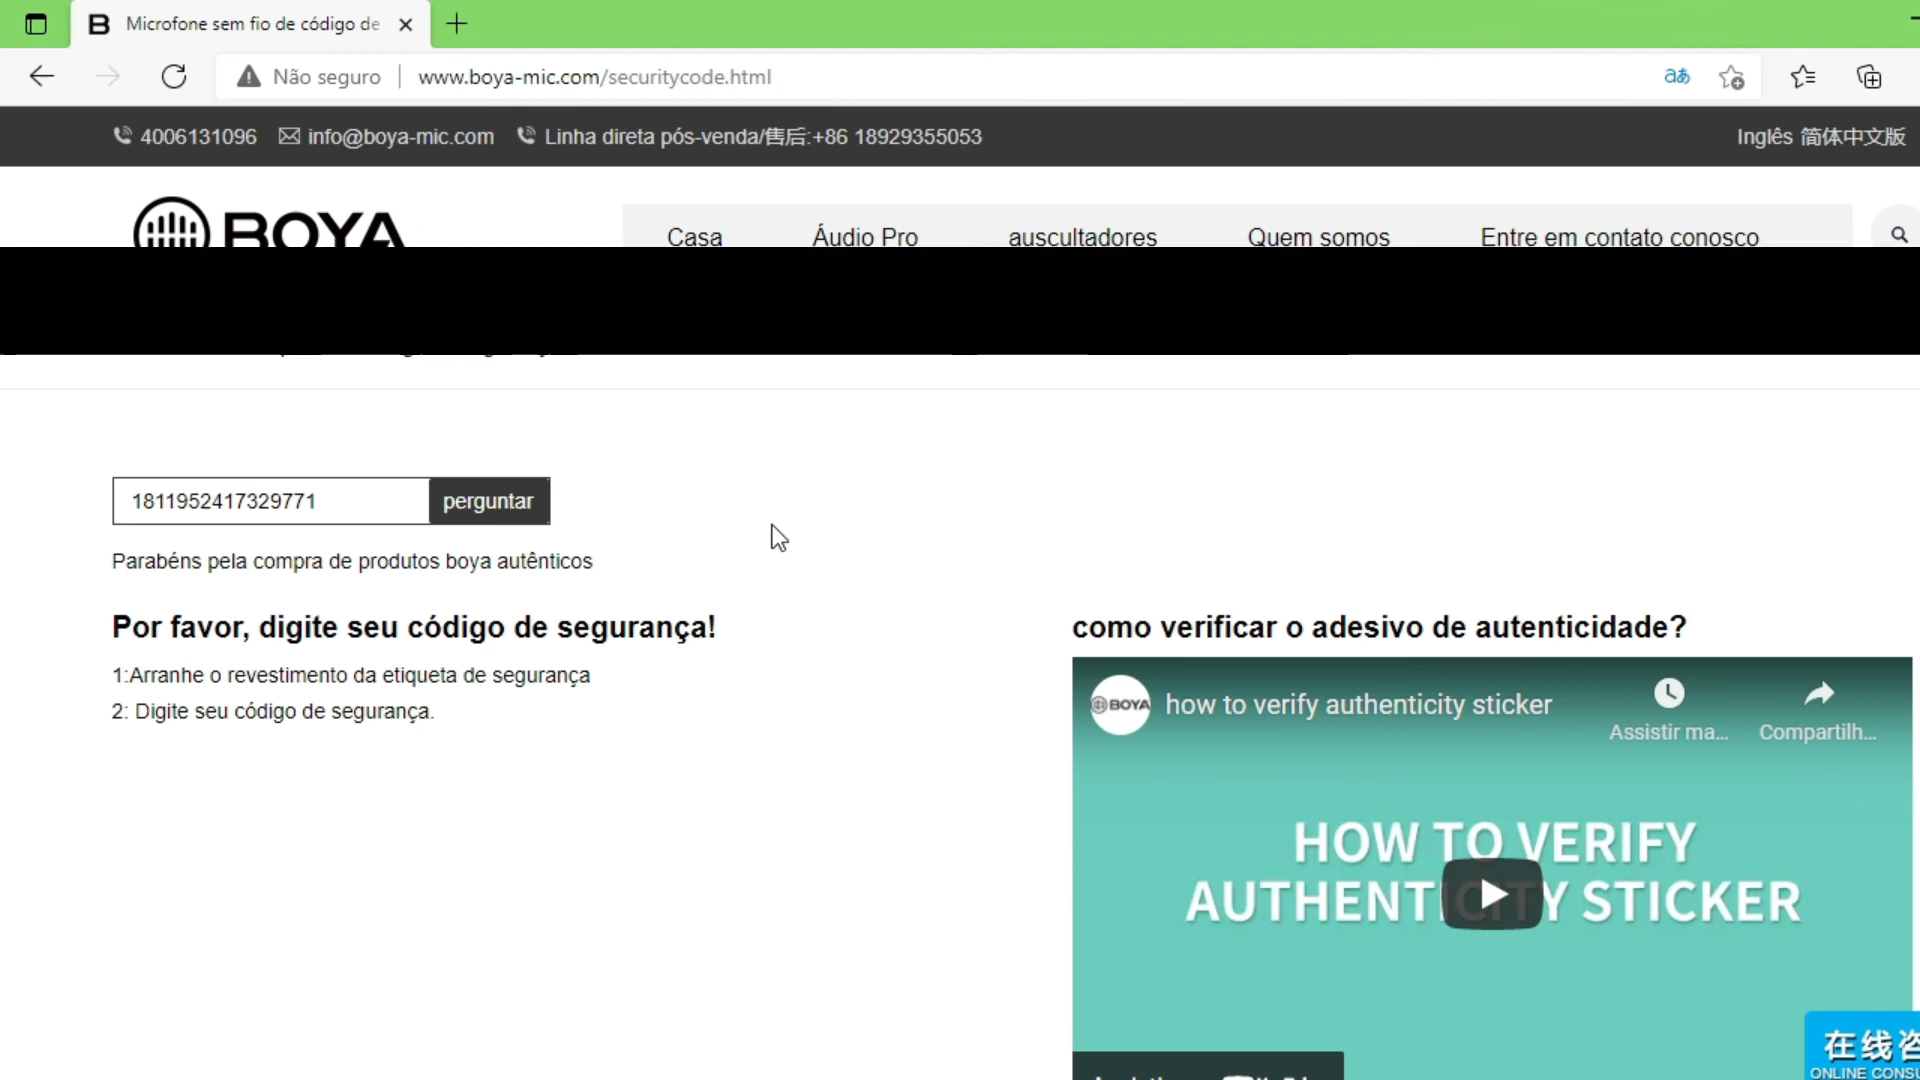 Microfone sem fio de código de
Não seguro www.boya-mic.com/securitycode.html
4006131096 info@boya-mic.com Linha direta pós-venda/售后:+86 18929355053
Inglês 简体中文版
BOYA
Casa Áudio Pro auscultadores Quem somos Entre em contato conosco
1811952417329771 perguntar
Parabéns pela compra de produtos boya autênticos
Por favor, digite seu código de segurança!
1:Arranhe o revestimento da etiqueta de segurança
2: Digite seu código de segurança.
como verificar o adesivo de autenticidade?
BOYA how to verify authenticity sticker
Assistir ma... Compartilh...
HOW TO VERIFY
AUTHENTICITY STICKER
在线咨
ONLINE CONSU